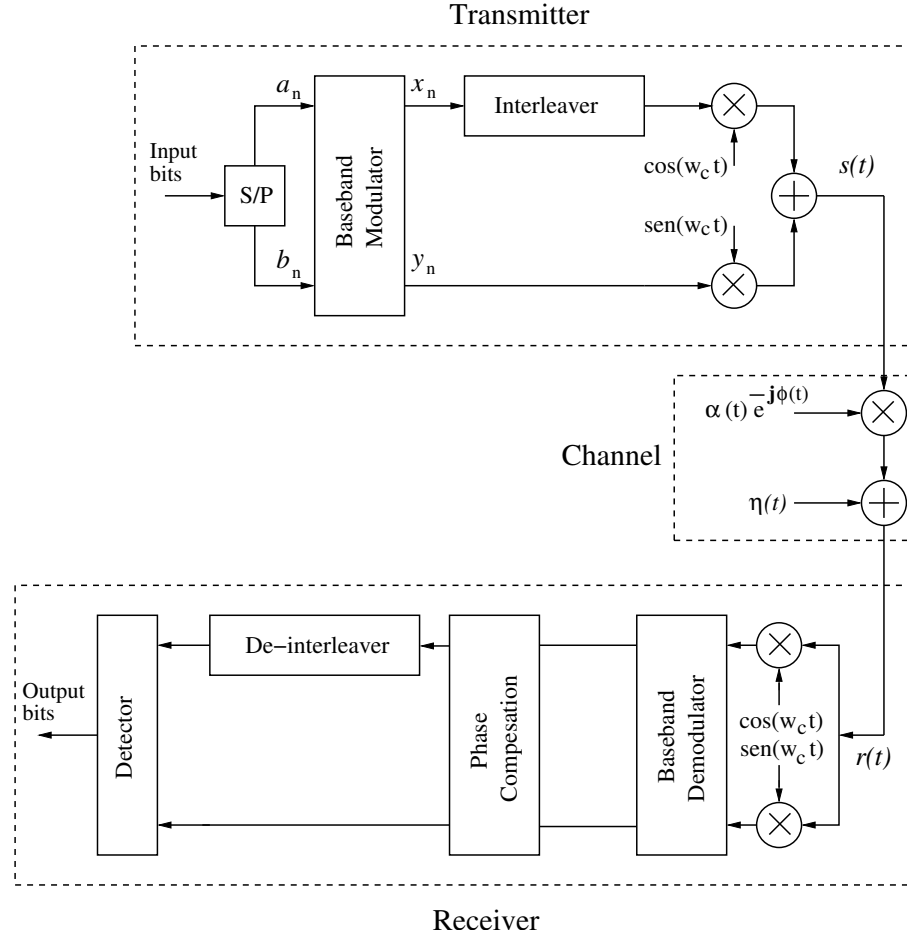 Transmitter
a_n
x_n
Interleaver
Input
bits
S/P
Baseband
Modulator
cos(w_c t)
s(t)
sen(w_c t)
b_n
y_n
α(t) e^{-jϕ(t)}
Channel
η(t)
De-interleaver
Output
bits
Detector
Phase
Compesation
Baseband
Demodulator
cos(w_c t)
sen(w_c t)
r(t)
Receiver